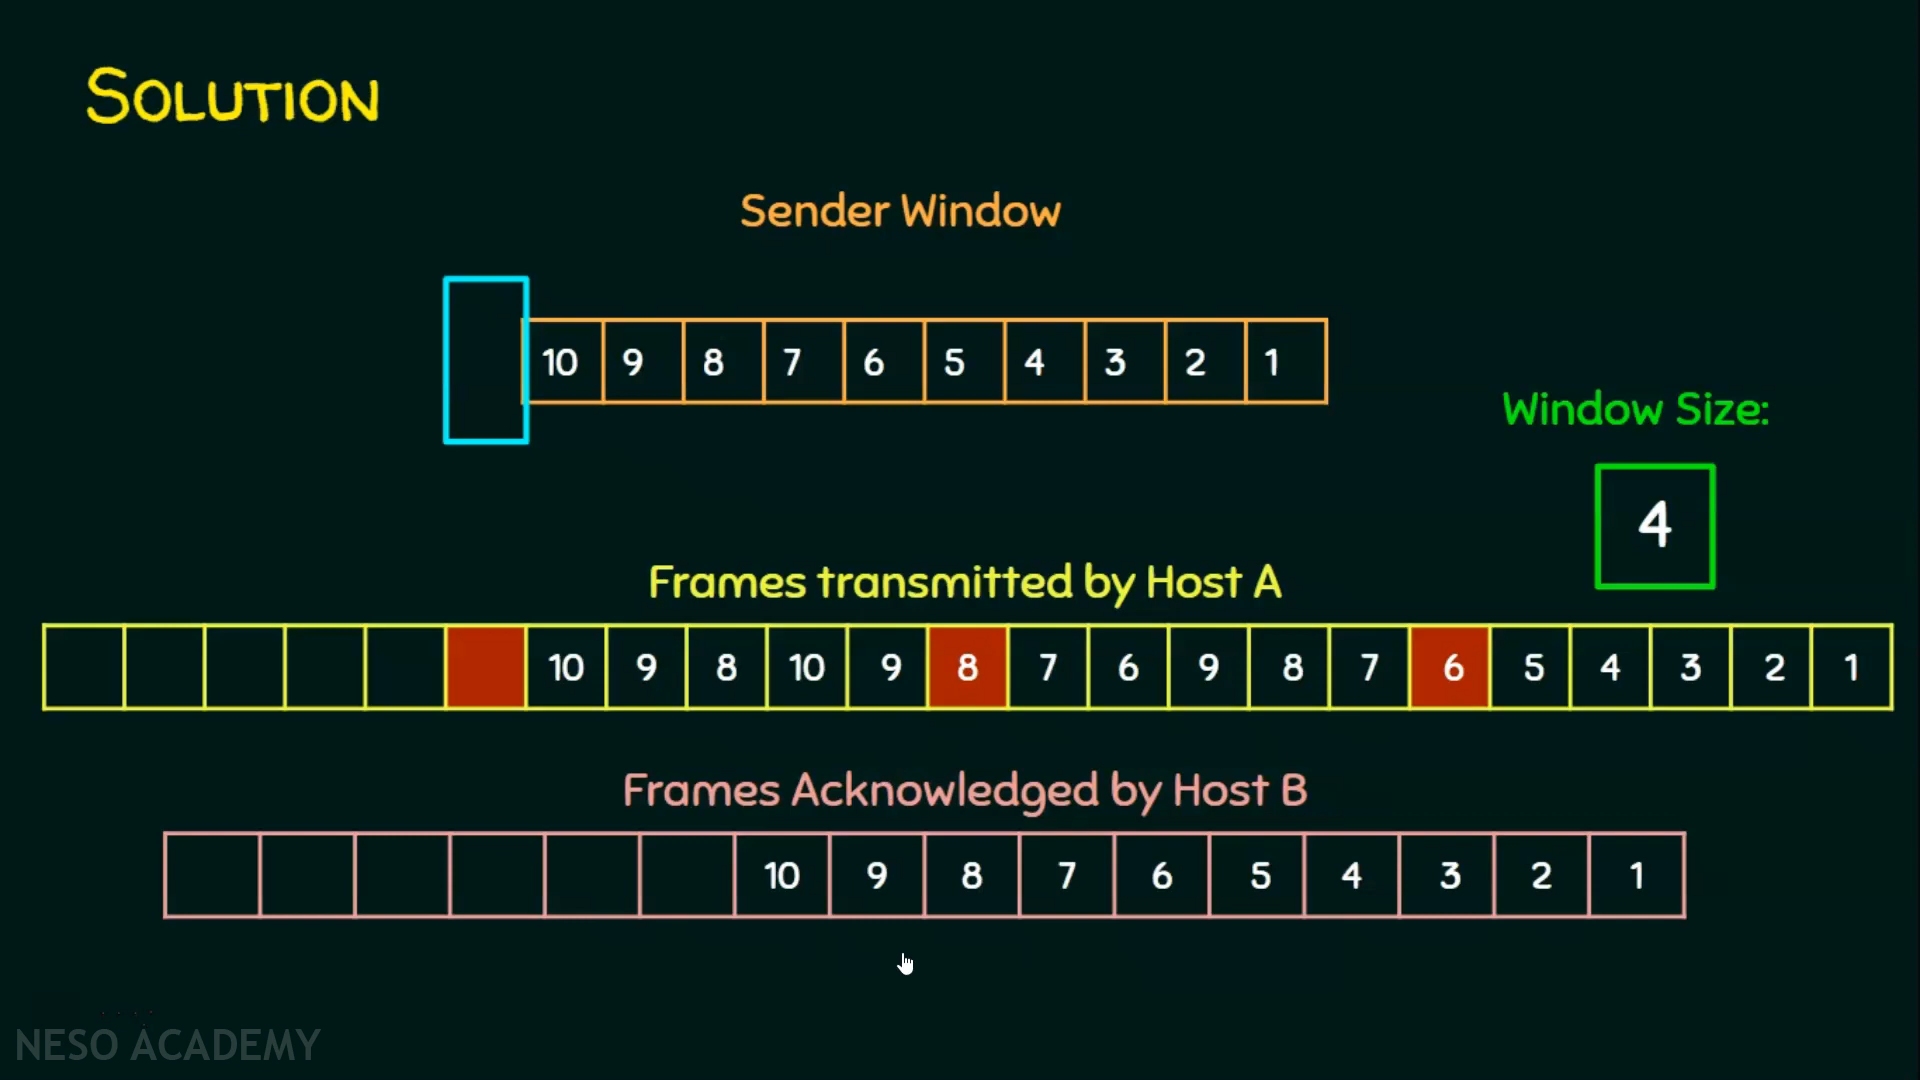 SOLUTION
Sender Window
10 9 8 7 6 5 4 3 2 1
Window Size:
4
Frames transmitted by Host A
10 9 8 10 9 8 7 6 9 8 7 6 5 4 3 2 1
Frames Acknowledged by Host B
10 9 8 7 6 5 4 3 2 1
NESO ACADEMY